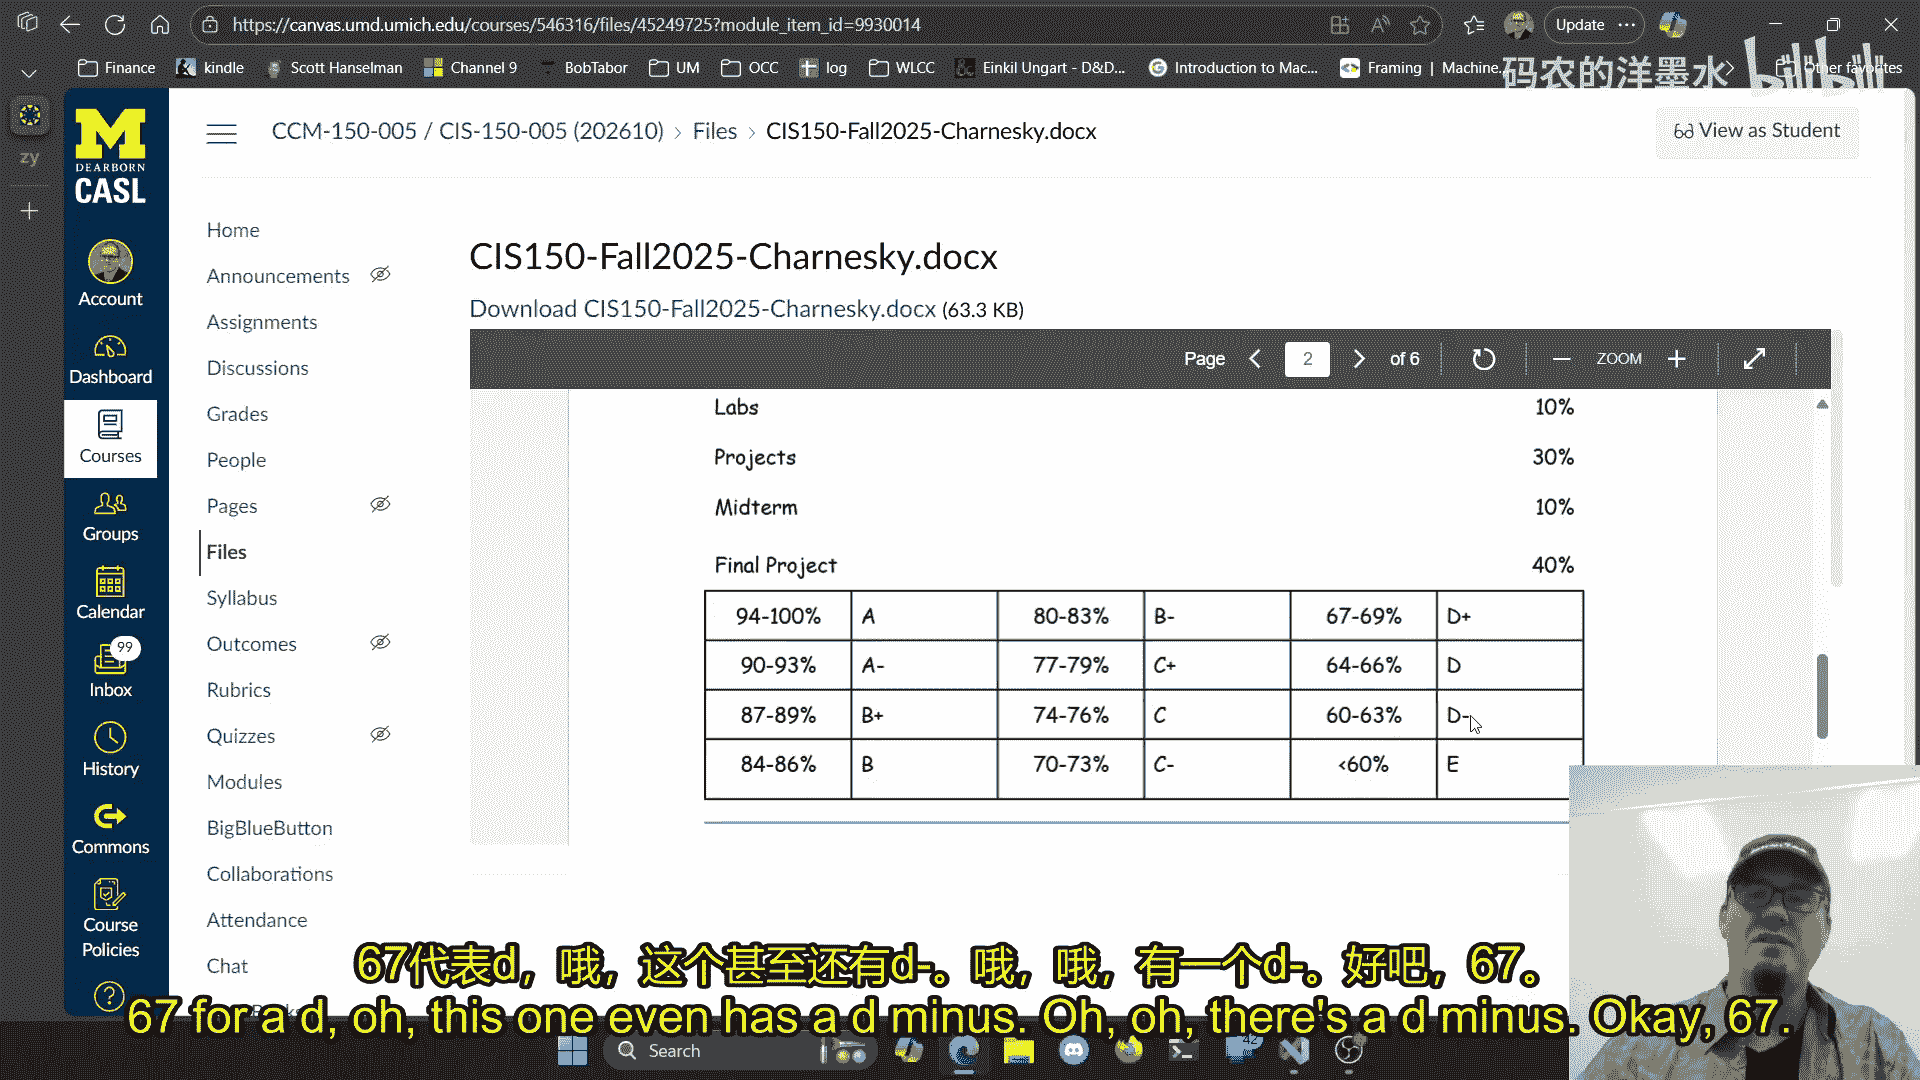 https://canvas.umd.umich.edu/courses/546316/files/45249725?module_item_id=9930014
Update
Finance
kindle
Scott Hanselman
Channel 9
BobTabor
UM
OCC
log
WLCC
Einkil Ungart - D&D...
Introduction to Mac...
Framing | Machine...
Other favorites
码农的洋墨水
bilibili
zy
M
DEARBORN
CASL
Account
Dashboard
Courses
Groups
Calendar
99
Inbox
History
Commons
Course
Policies
CCM-150-005 / CIS-150-005 (202610) › Files › CIS150-Fall2025-Charnesky.docx
View as Student
Home
Announcements
Assignments
Discussions
Grades
People
Pages
Files
Syllabus
Outcomes
Rubrics
Quizzes
Modules
BigBlueButton
Collaborations
Attendance
Chat
CIS150-Fall2025-Charnesky.docx
Download CIS150-Fall2025-Charnesky.docx (63.3 KB)
Page 2 of 6 ZOOM
Labs 10%
Projects 30%
Midterm 10%
Final Project 40%
94-100% A 80-83% B- 67-69% D+
90-93% A- 77-79% C+ 64-66% D
87-89% B+ 74-76% C 60-63% D-
84-86% B 70-73% C- <60% E
67代表d，哦，这个甚至还有d-。哦，哦，有一个d-。好吧，67。
67 for a d, oh, this one even has a d minus. Oh, oh, there's a d minus. Okay, 67.
Search
42